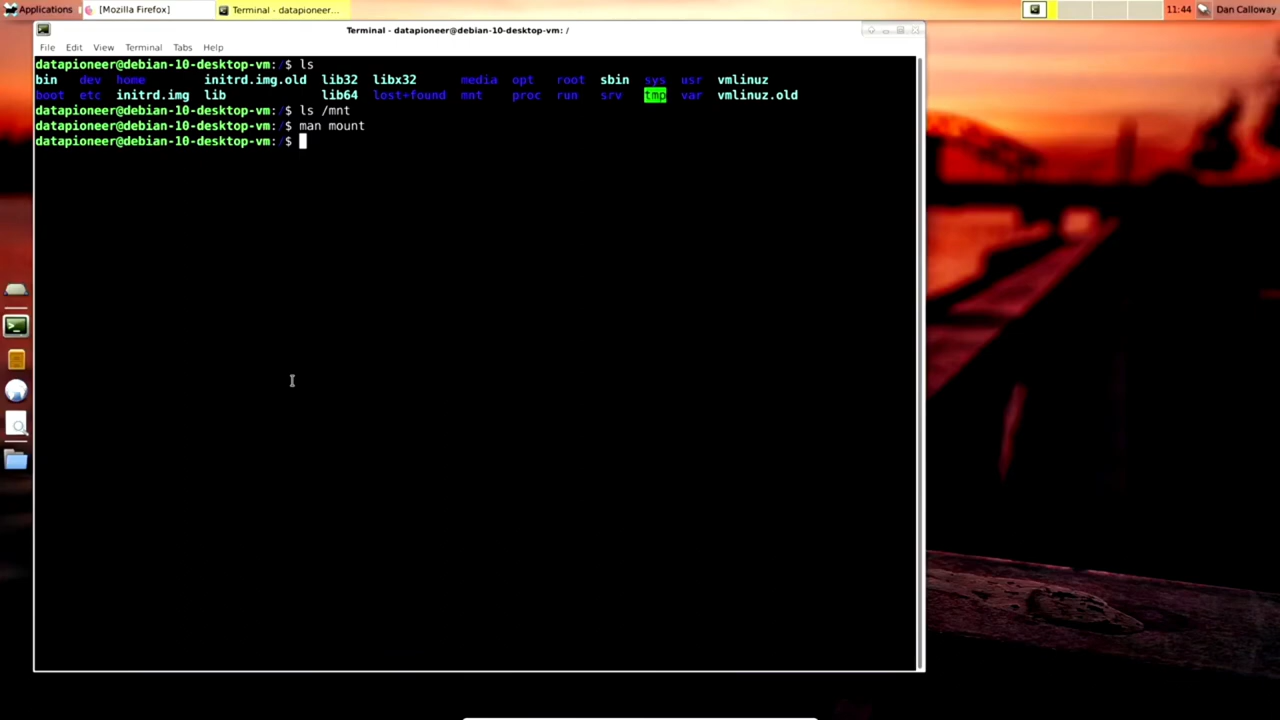 Applications
[Mozilla Firefox]
Terminal - datapioneer...
11:44
Dan Calloway
Terminal - datapioneer@debian-10-desktop-vm: /
File Edit View Terminal Tabs Help
datapioneer@debian-10-desktop-vm:/$ ls
bin dev home initrd.img.old lib32 libx32 media opt root sbin sys usr vmlinuz
boot etc initrd.img lib lib64 lost+found mnt proc run srv tmp var vmlinuz.old
datapioneer@debian-10-desktop-vm:/$ ls /mnt
datapioneer@debian-10-desktop-vm:/$ man mount
datapioneer@debian-10-desktop-vm:/$